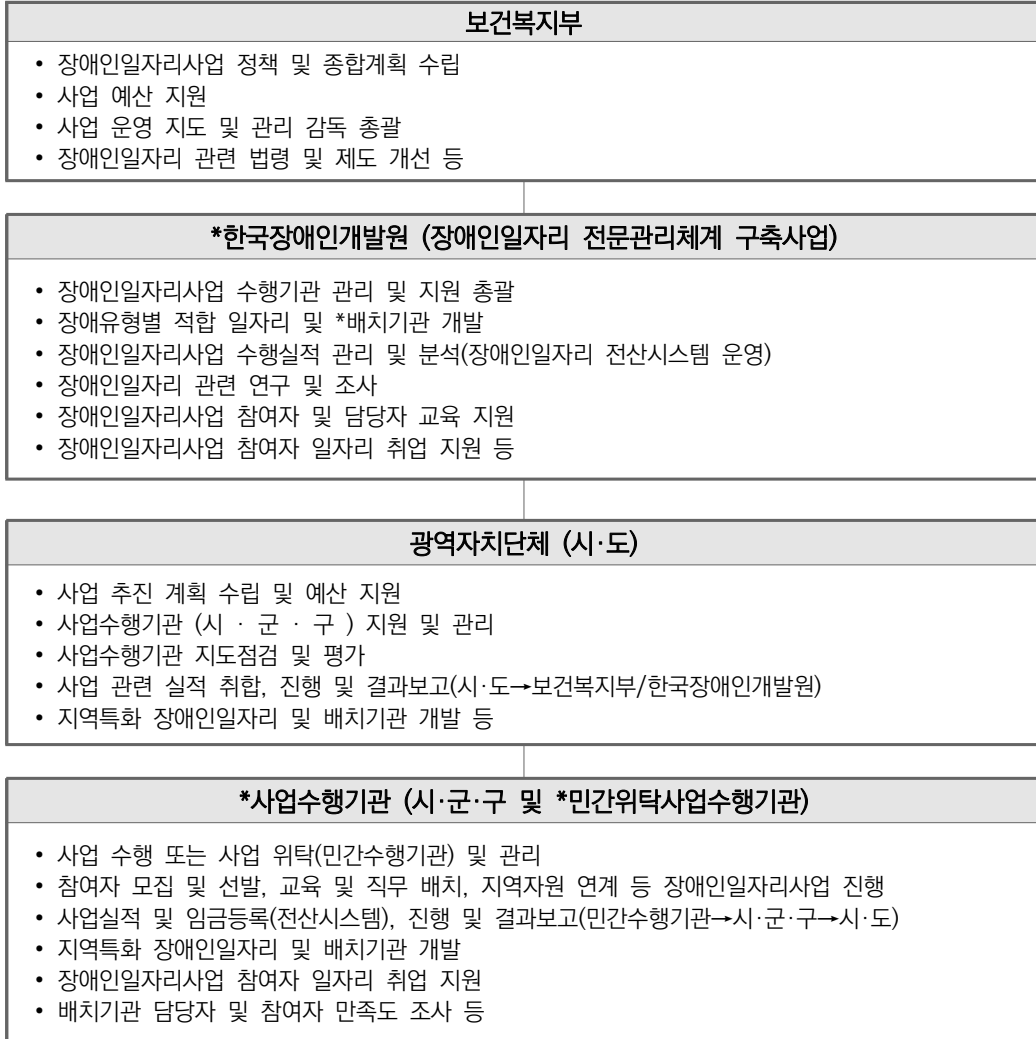 보건복지부
• 장애인일자리사업 정책 및 종합계획 수립
• 사업 예산 지원
• 사업 운영 지도 및 관리 감독 총괄
• 장애인일자리 관련 법령 및 제도 개선 등
*한국장애인개발원 (장애인일자리 전문관리체계 구축사업)
• 장애인일자리사업 수행기관 관리 및 지원 총괄
• 장애유형별 적합 일자리 및 *배치기관 개발
• 장애인일자리사업 수행실적 관리 및 분석(장애인일자리 전산시스템 운영)
• 장애인일자리 관련 연구 및 조사
• 장애인일자리사업 참여자 및 담당자 교육 지원
• 장애인일자리사업 참여자 일자리 취업 지원 등
광역자치단체 (시·도)
• 사업 추진 계획 수립 및 예산 지원
• 사업수행기관 (시 · 군 · 구 ) 지원 및 관리
• 사업수행기관 지도점검 및 평가
• 사업 관련 실적 취합, 진행 및 결과보고(시·도→보건복지부/한국장애인개발원)
• 지역특화 장애인일자리 및 배치기관 개발 등
*사업수행기관 (시·군·구 및 *민간위탁사업수행기관)
• 사업 수행 또는 사업 위탁(민간수행기관) 및 관리
• 참여자 모집 및 선발, 교육 및 직무 배치, 지역자원 연계 등 장애인일자리사업 진행
• 사업실적 및 임금등록(전산시스템), 진행 및 결과보고(민간수행기관→시·군·구→시·도)
• 지역특화 장애인일자리 및 배치기관 개발
• 장애인일자리사업 참여자 일자리 취업 지원
• 배치기관 담당자 및 참여자 만족도 조사 등